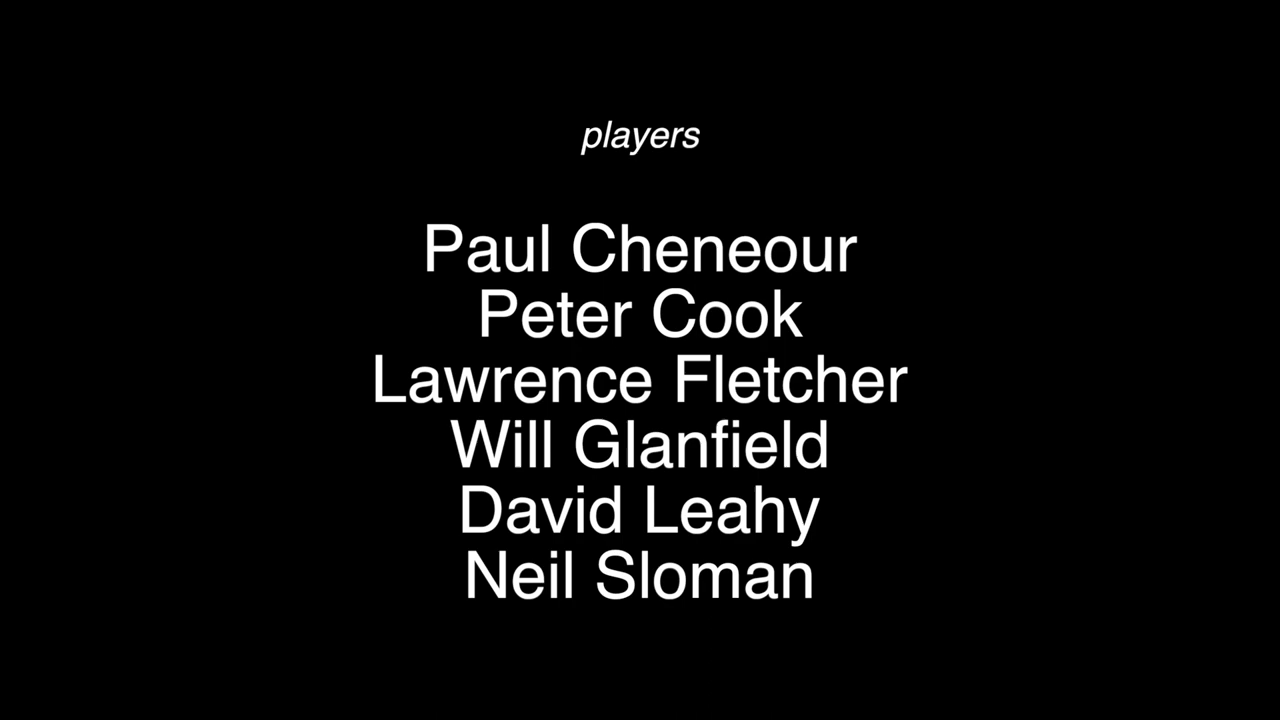 players
Paul Cheneour
Peter Cook
Lawrence Fletcher
Will Glanfield
David Leahy
Neil Sloman